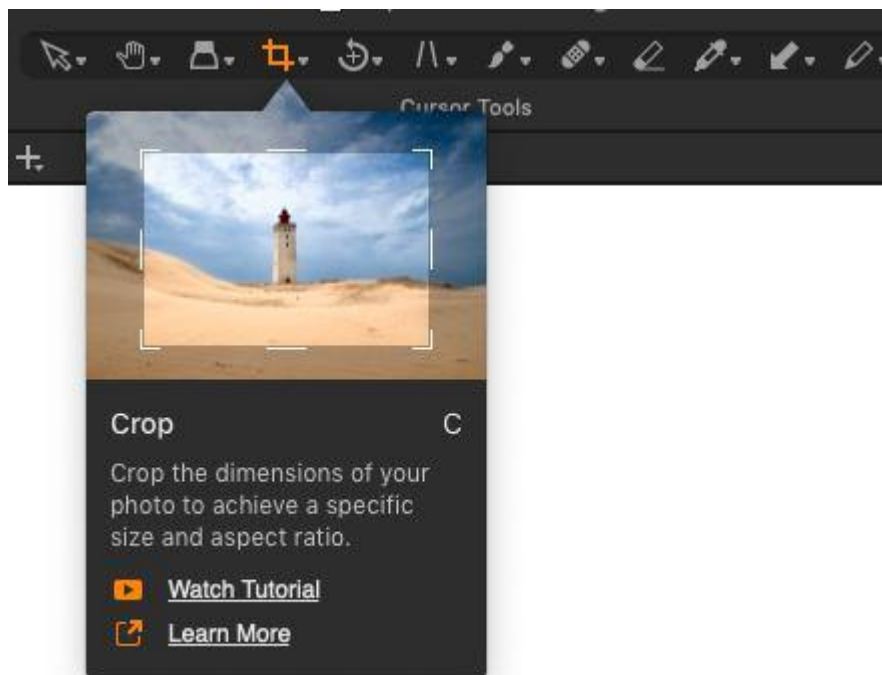 Cursor Tools
Crop C
Crop the dimensions of your
photo to achieve a specific
size and aspect ratio.
Watch Tutorial
Learn More